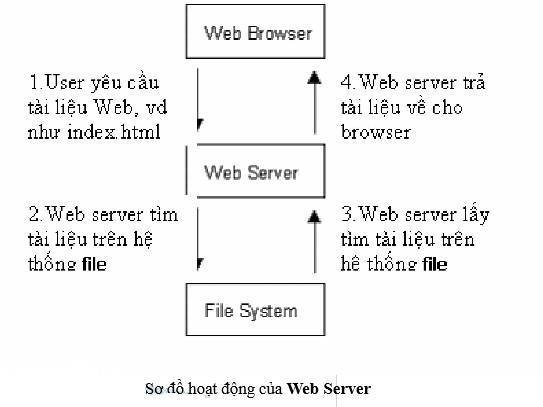 Web Browser
1.User yêu cầu
tài liệu Web, vd
như index.html
4.Web server trả
tài liệu về cho
browser
Web Server
2.Web server tìm
tài liệu trên hệ
thống file
3.Web server lấy
tìm tài liệu trên
hê thống file
File System
Sơ đồ hoạt động của Web Server